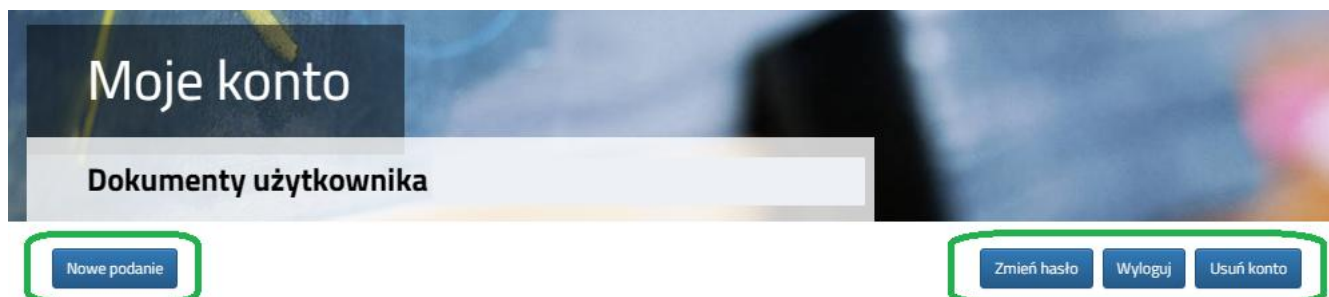 Moje konto
Dokumenty użytkownika
Nowe podanie Zmień hasło Wyloguj Usuń konto